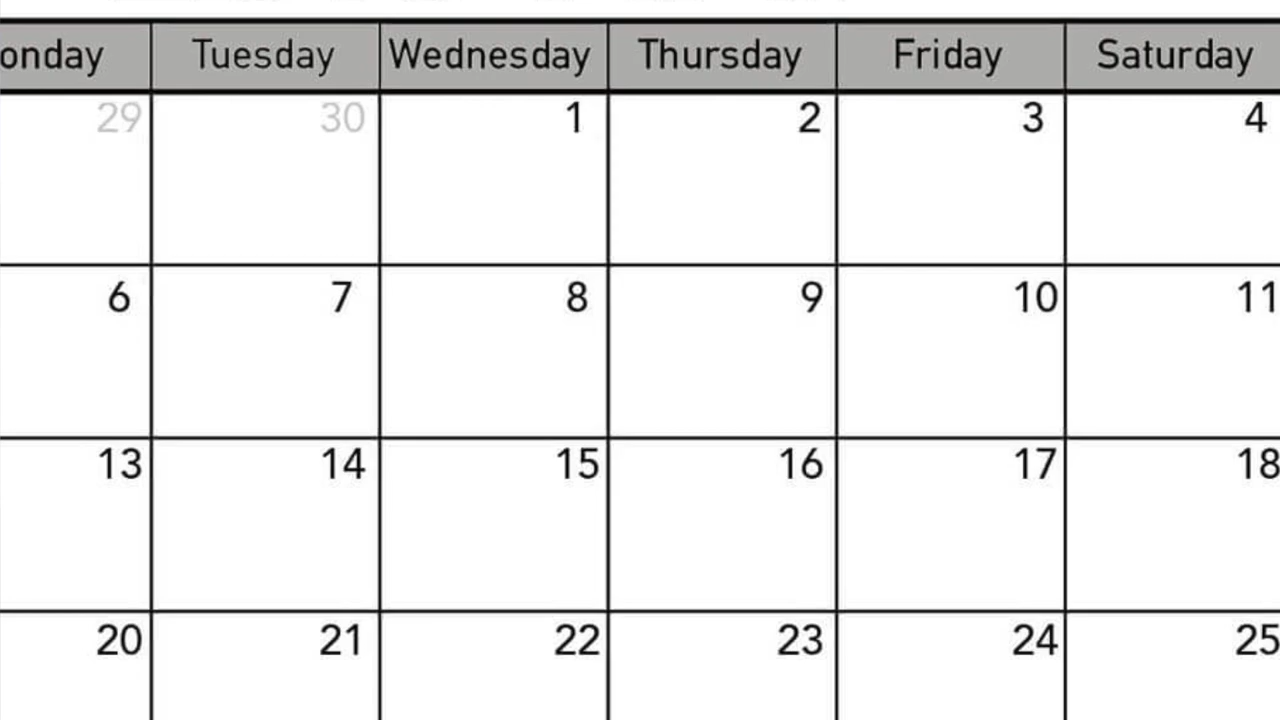 onday Tuesday Wednesday Thursday Friday Saturday
29 30 1 2 3 4
6 7 8 9 10 11
13 14 15 16 17 18
20 21 22 23 24 25